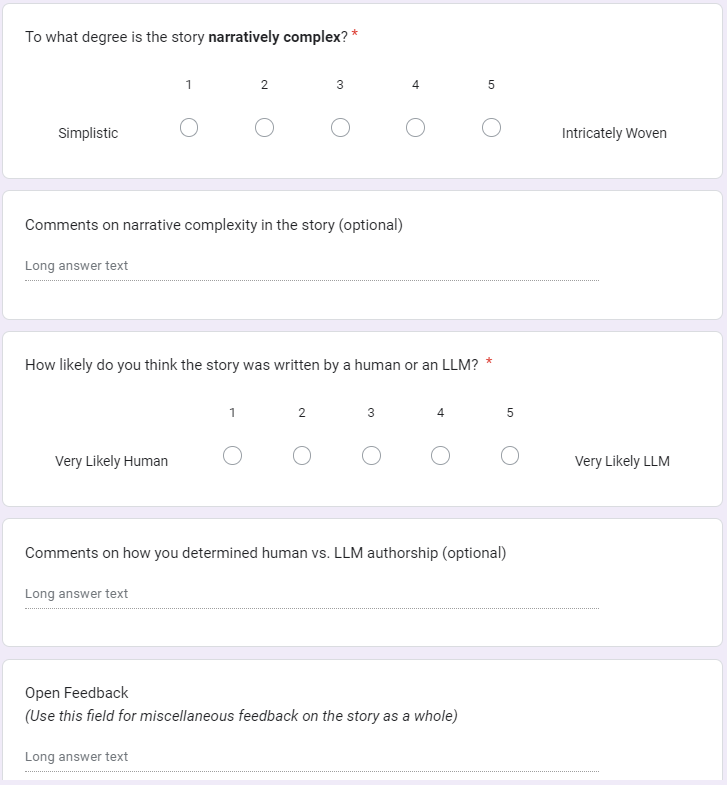 To what degree is the story narratively complex? *
1 2 3 4 5
Simplistic Intricately Woven
Comments on narrative complexity in the story (optional)
Long answer text
How likely do you think the story was written by a human or an LLM? *
1 2 3 4 5
Very Likely Human Very Likely LLM
Comments on how you determined human vs. LLM authorship (optional)
Long answer text
Open Feedback
(Use this field for miscellaneous feedback on the story as a whole)
Long answer text